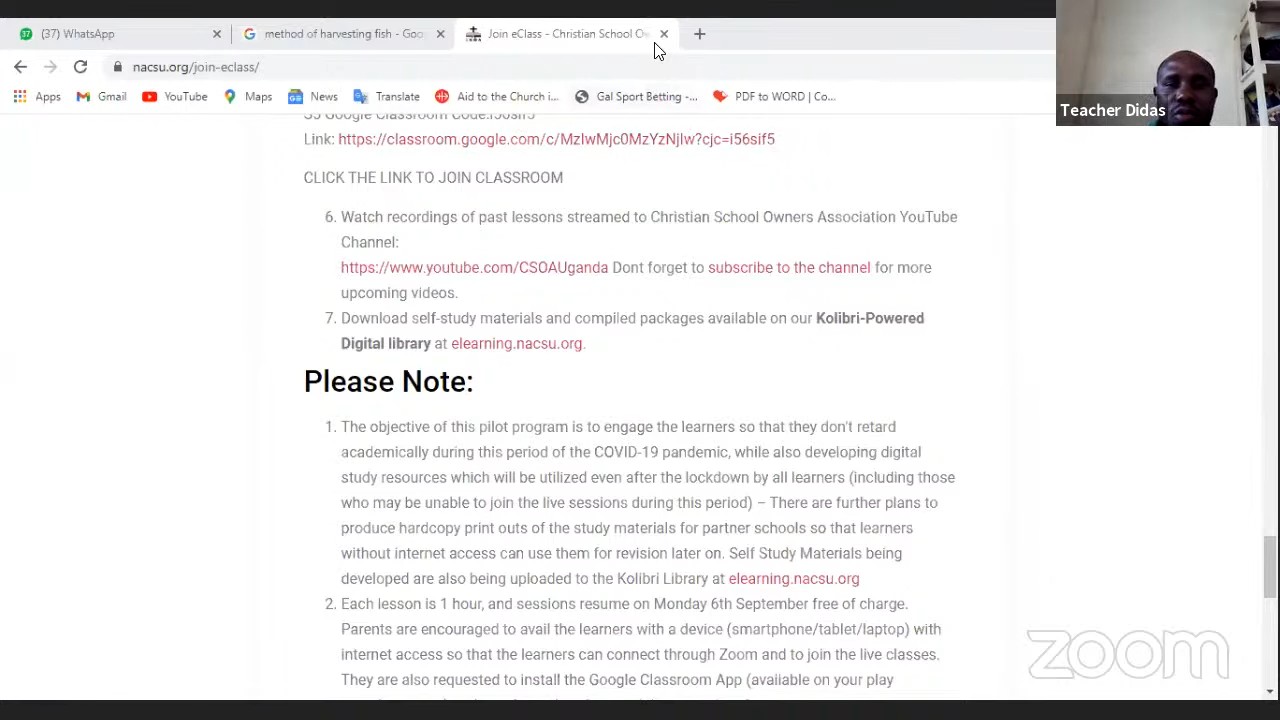 (37) WhatsApp
method of harvesting fish - Goo
Join eClass - Christian School Ow
nacsu.org/join-eclass/
Apps
Gmail
YouTube
Maps
News
Translate
Aid to the Church i...
Gal Sport Betting -...
PDF to WORD | Co...
Teacher Didas
S5 Google Classroom Code:i56sif5
Link: https://classroom.google.com/c/MzIwMjc0MzYzNjIw?cjc=i56sif5
CLICK THE LINK TO JOIN CLASSROOM
6. Watch recordings of past lessons streamed to Christian School Owners Association YouTube
Channel:
https://www.youtube.com/CSOAUganda Dont forget to subscribe to the channel for more
upcoming videos.
7. Download self-study materials and compiled packages available on our Kolibri-Powered
Digital library at elearning.nacsu.org.
Please Note:
1. The objective of this pilot program is to engage the learners so that they don't retard
academically during this period of the COVID-19 pandemic, while also developing digital
study resources which will be utilized even after the lockdown by all learners (including those
who may be unable to join the live sessions during this period) – There are further plans to
produce hardcopy print outs of the study materials for partner schools so that learners
without internet access can use them for revision later on. Self Study Materials being
developed are also being uploaded to the Kolibri Library at elearning.nacsu.org
2. Each lesson is 1 hour, and sessions resume on Monday 6th September free of charge.
Parents are encouraged to avail the learners with a device (smartphone/tablet/laptop) with
internet access so that the learners can connect through Zoom and to join the live classes.
They are also requested to install the Google Classroom App (available on your play
zoom